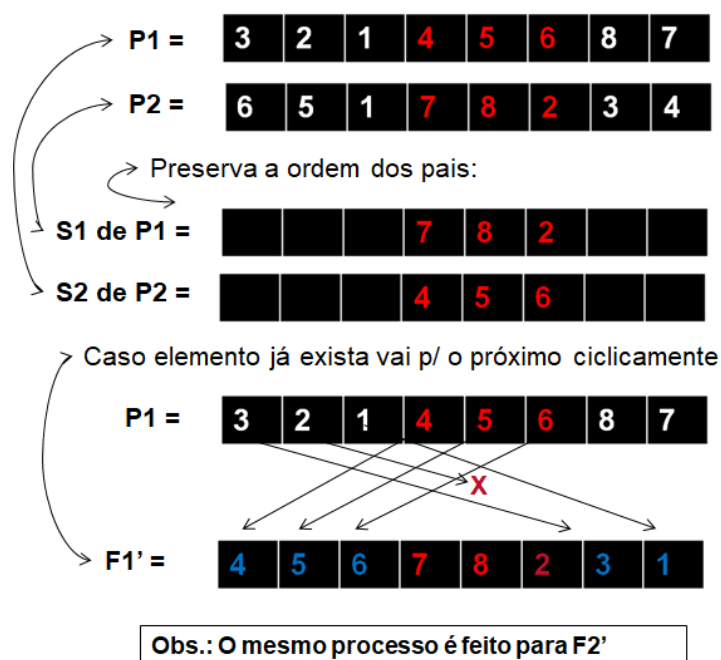 P1 = 3 2 1 4 5 6 8 7
P2 = 6 5 1 7 8 2 3 4
Preserva a ordem dos pais:
S1 de P1 = 7 8 2
S2 de P2 = 4 5 6
Caso elemento já exista vai p/ o próximo ciclicamente
P1 = 3 2 1 4 5 6 8 7
X
F1’ = 4 5 6 7 8 2 3 1
Obs.: O mesmo processo é feito para F2’